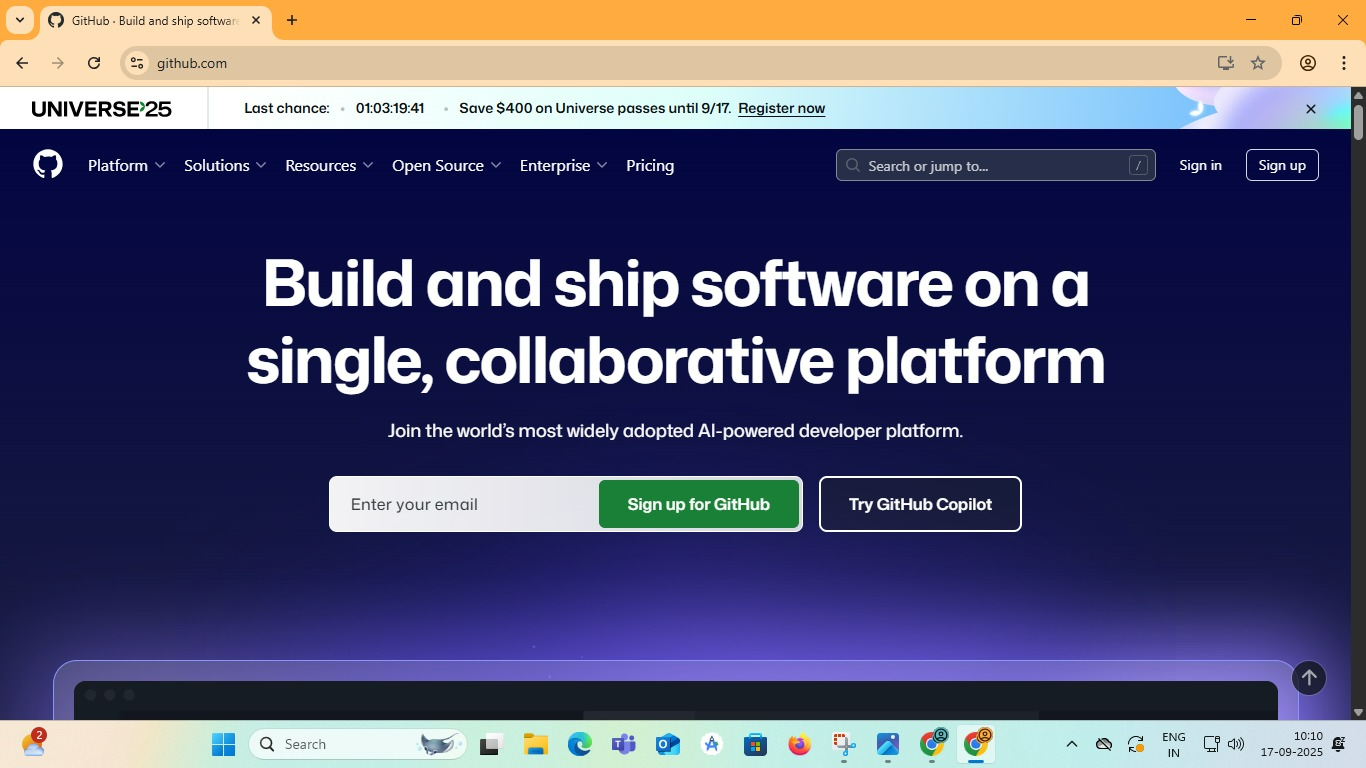 GitHub · Build and ship software
github.com
UNIVERSE'25
Last chance: • 01:03:19:41 • Save $400 on Universe passes until 9/17. Register now
Platform Solutions Resources Open Source Enterprise Pricing Search or jump to... / Sign in Sign up
Build and ship software on a
single, collaborative platform
Join the world's most widely adopted AI-powered developer platform.
Enter your email Sign up for GitHub Try GitHub Copilot
2 Search ENG 10:10
IN 17-09-2025